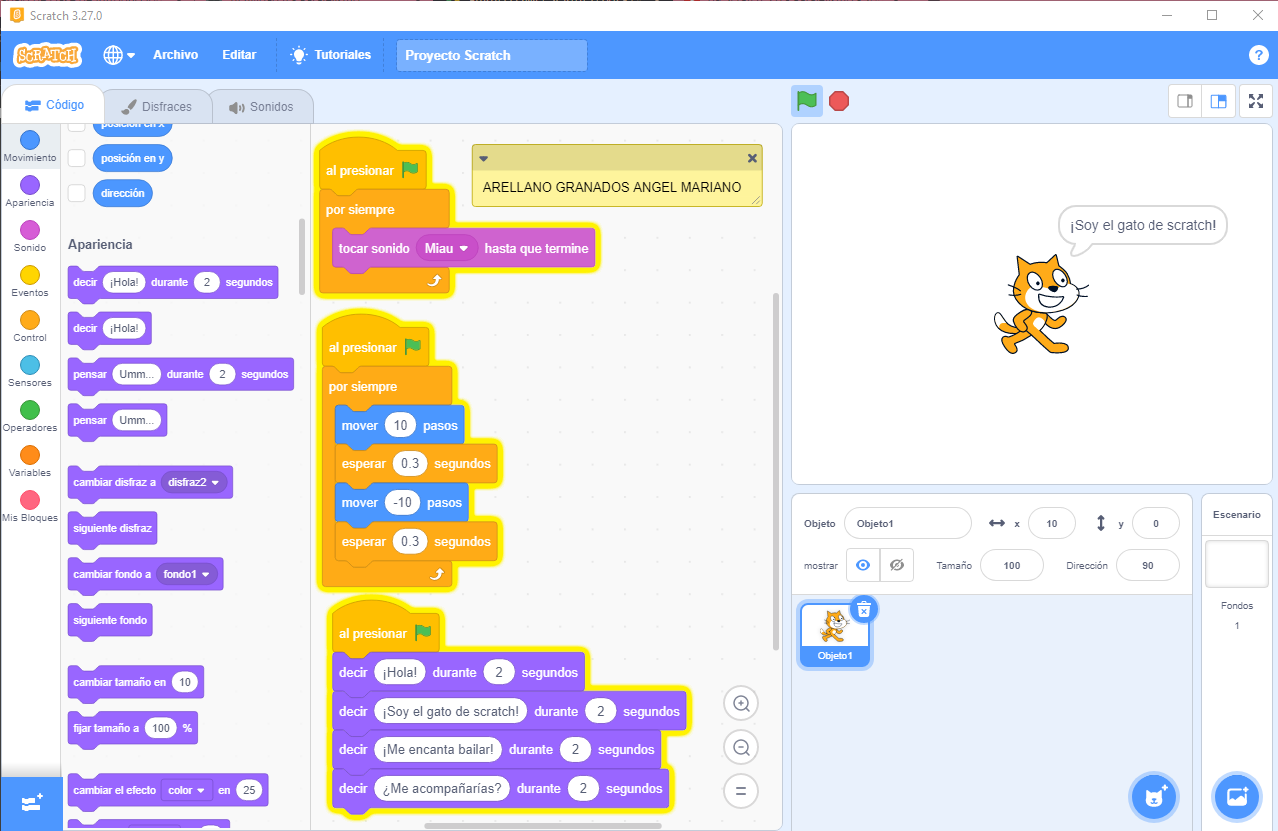 Scratch 3.27.0
SCRATCH
Archivo
Editar
Tutoriales
Proyecto Scratch
?
Código
Disfraces
Sonidos
Movimiento
Apariencia
Sonido
Eventos
Control
Sensores
Operadores
Variables
Mis Bloques
posición en x
posición en y
dirección
Apariencia
decir ¡Hola! durante 2 segundos
decir ¡Hola!
pensar Umm... durante 2 segundos
pensar Umm...
cambiar disfraz a disfraz2
siguiente disfraz
cambiar fondo a fondo1
siguiente fondo
cambiar tamaño en 10
fijar tamaño a 100 %
cambiar el efecto color en 25
al presionar
por siempre
tocar sonido Miau hasta que termine
ARELLANO GRANADOS ANGEL MARIANO
al presionar
por siempre
mover 10 pasos
esperar 0.3 segundos
mover -10 pasos
esperar 0.3 segundos
al presionar
decir ¡Hola! durante 2 segundos
decir ¡Soy el gato de scratch! durante 2 segundos
decir ¡Me encanta bailar! durante 2 segundos
decir ¿Me acompañarías? durante 2 segundos
¡Soy el gato de scratch!
Objeto Objeto1 x 10 y 0
mostrar Tamaño 100 Dirección 90
Objeto1
Escenario
Fondos
1